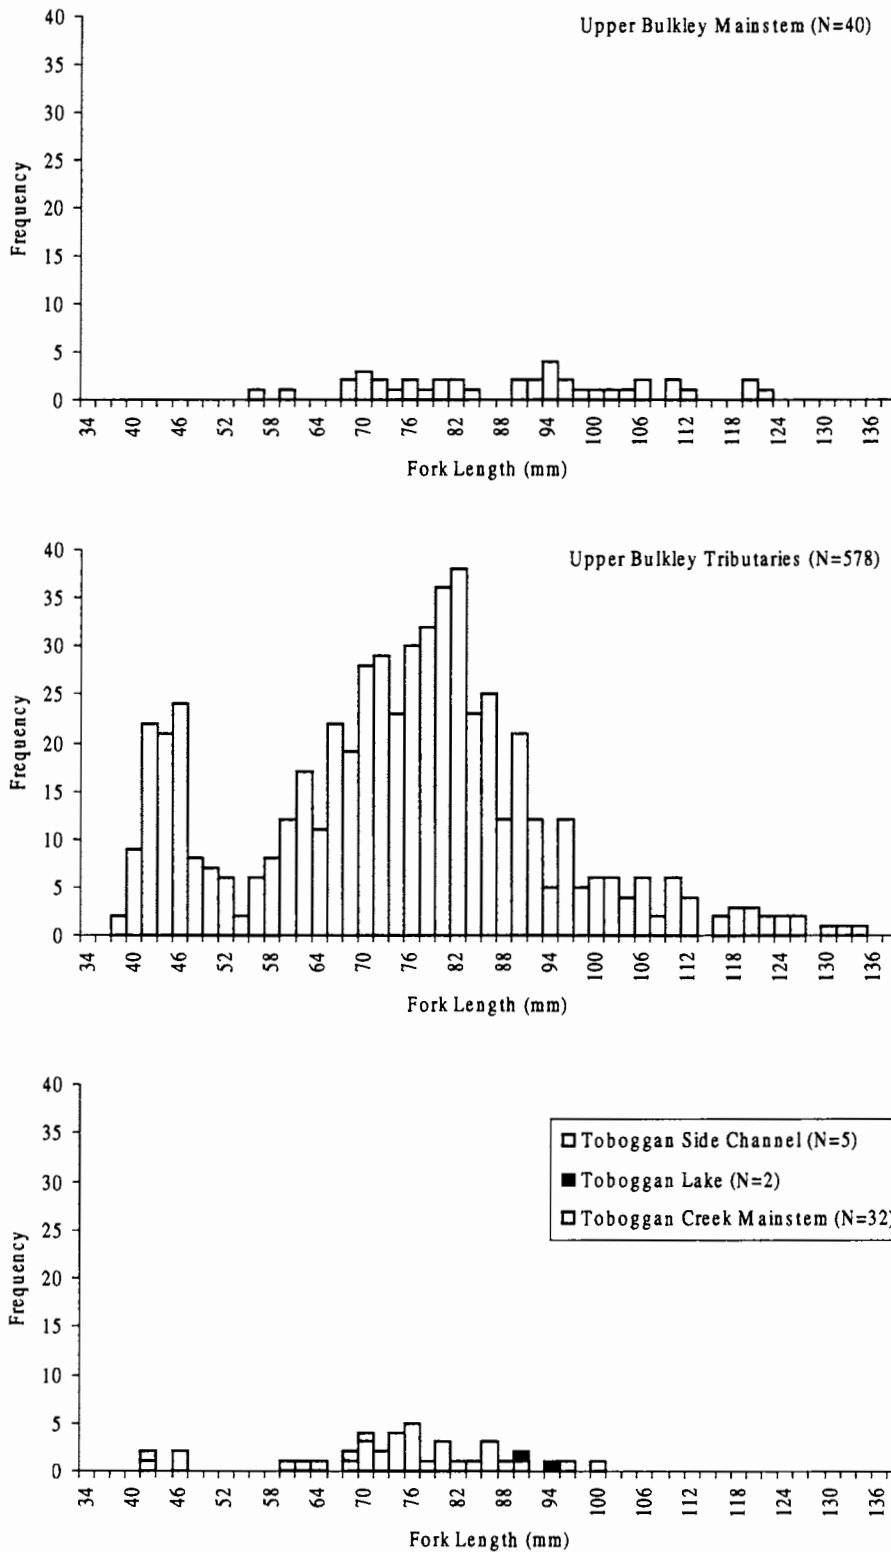 Upper Bulkley Mainstem (N=40)
40
35
30
25
20
15
10
5
0
Frequency
34 40 46 52 58 64 70 76 82 88 94 100 106 112 118 124 130 136
Fork Length (mm)
Upper Bulkley Tributaries (N=578)
40
35
30
25
20
15
10
5
0
Frequency
34 40 46 52 58 64 70 76 82 88 94 100 106 112 118 124 130 136
Fork Length (mm)
40
35
30
25
20
15
10
5
0
Frequency
Toboggan Side Channel (N=5)
Toboggan Lake (N=2)
Toboggan Creek Mainstem (N=32)
34 40 46 52 58 64 70 76 82 88 94 100 106 112 118 124 130 136
Fork Length (mm)